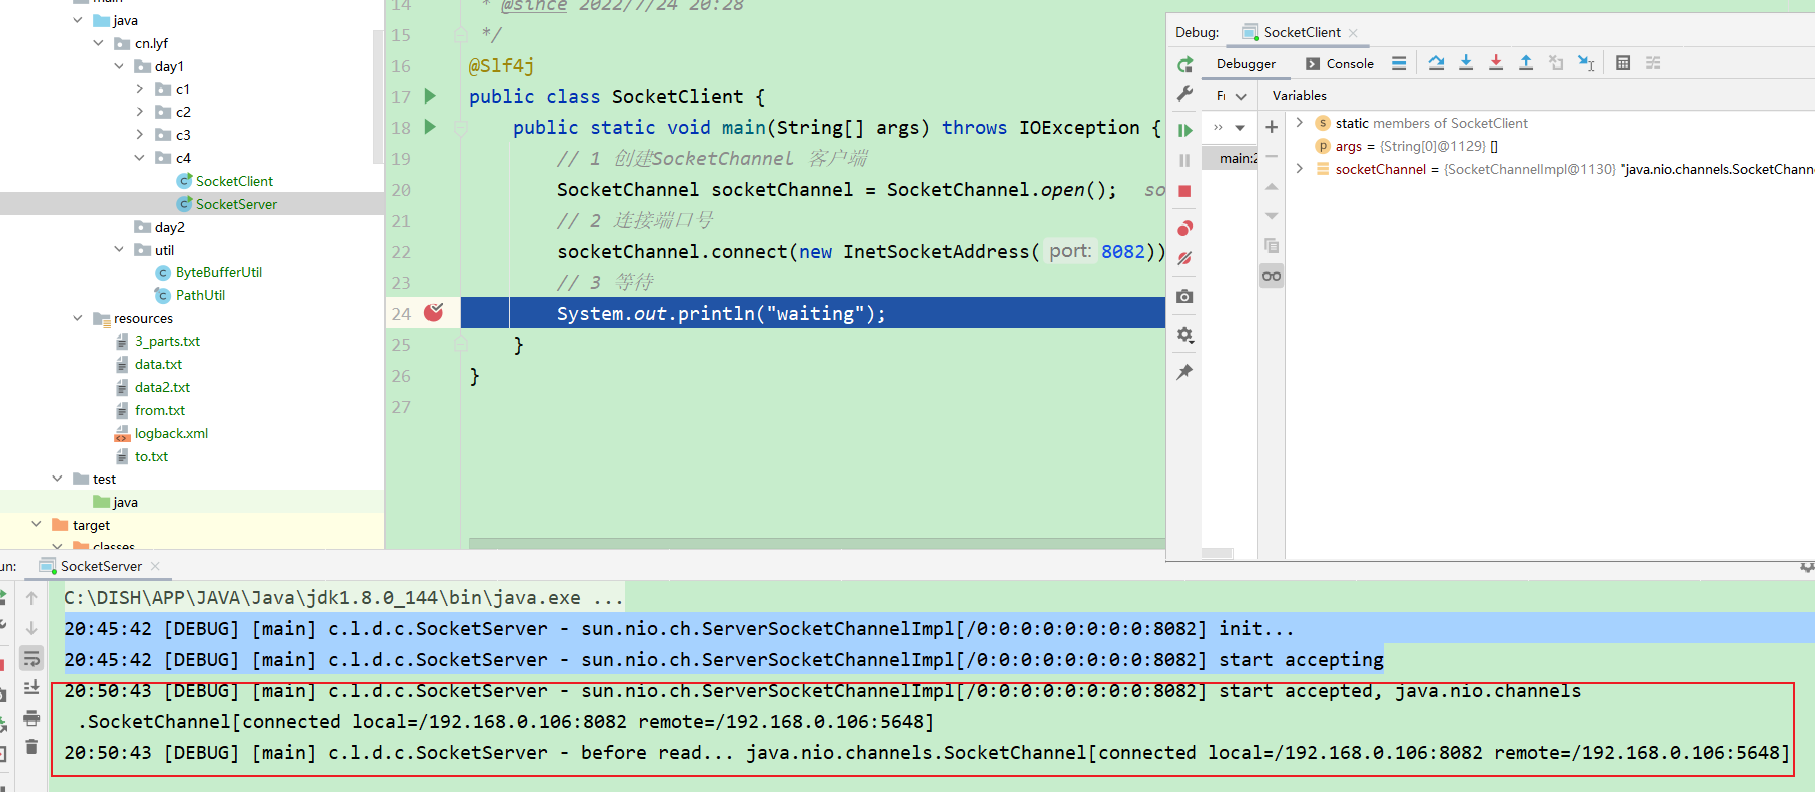 main
java
cn.lyf
day1
c1
c2
c3
c4
SocketClient
SocketServer
day2
util
ByteBufferUtil
PathUtil
resources
3_parts.txt
data.txt
data2.txt
from.txt
logback.xml
to.txt
test
java
target
classes
14 * @since 2022/7/24 20:28
15 */
16 @Slf4j
17 public class SocketClient {
18 public static void main(String[] args) throws IOException {
19 // 1 创建SocketChannel 客户端
20 SocketChannel socketChannel = SocketChannel.open(); so
21 // 2 连接端口号
22 socketChannel.connect(new InetSocketAddress( port: 8082))
23 // 3 等待
24 System.out.println("waiting");
25 }
26 }
27
Debug: SocketClient
Debugger Console
Variables
main:2
static members of SocketClient
args = {String[0]@1129} []
socketChannel = {SocketChannelImpl@1130} "java.nio.channels.SocketChann
un: SocketServer
C:\DISH\APP\JAVA\Java\jdk1.8.0_144\bin\java.exe ...
20:45:42 [DEBUG] [main] c.l.d.c.SocketServer - sun.nio.ch.ServerSocketChannelImpl[/0:0:0:0:0:0:0:0:8082] init...
20:45:42 [DEBUG] [main] c.l.d.c.SocketServer - sun.nio.ch.ServerSocketChannelImpl[/0:0:0:0:0:0:0:0:8082] start accepting
20:50:43 [DEBUG] [main] c.l.d.c.SocketServer - sun.nio.ch.ServerSocketChannelImpl[/0:0:0:0:0:0:0:0:8082] start accepted, java.nio.channels
.SocketChannel[connected local=/192.168.0.106:8082 remote=/192.168.0.106:5648]
20:50:43 [DEBUG] [main] c.l.d.c.SocketServer - before read... java.nio.channels.SocketChannel[connected local=/192.168.0.106:8082 remote=/192.168.0.106:5648]